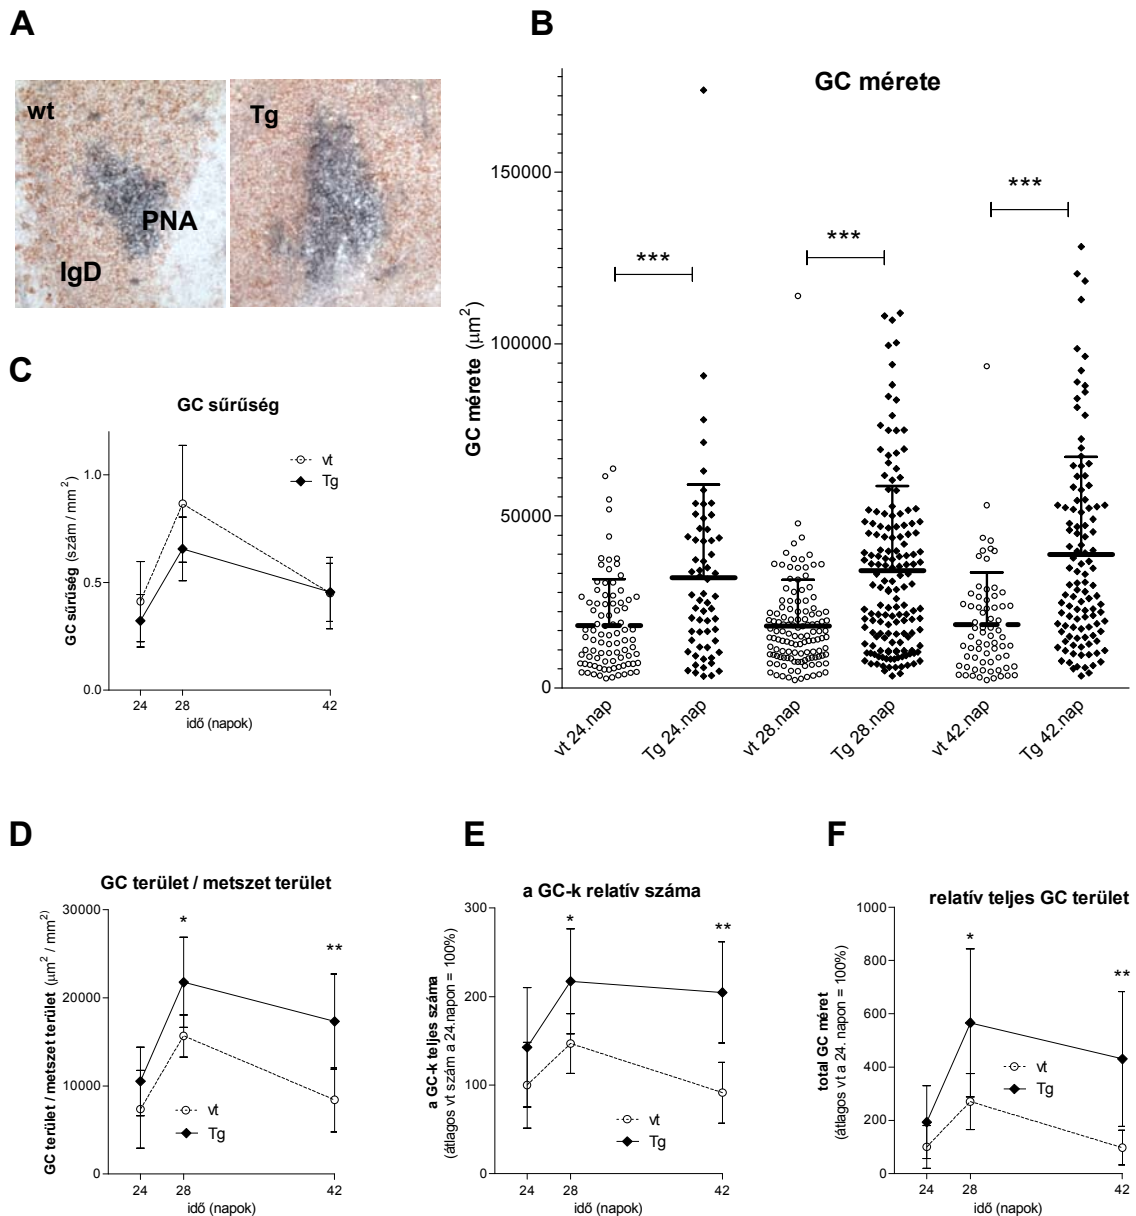 A
wt
PNA
IgD
Tg
B
GC mérete
GC mérete (μm²)
150000
100000
50000
0
***
***
***
vt 24.nap
Tg 24.nap
vt 28.nap
Tg 28.nap
vt 42.nap
Tg 42.nap
C
GC sűrűség
GC sűrűség (szám / mm²)
1.0
0.5
0.0
vt
Tg
24
28
42
idő (napok)
D
GC terület / metszet terület
GC terület / metszet terület (μm² / mm²)
30000
20000
10000
0
*
**
vt
Tg
24
28
42
idő (napok)
E
a GC-k relatív száma
a GC-k teljes száma
(átlagos vt szám a 24.napon = 100%)
300
200
100
0
*
**
vt
Tg
24
28
42
idő (napok)
F
relatív teljes GC terület
total GC méret
(átlagos vt a 24. napon = 100%)
1000
800
600
400
200
0
*
**
vt
Tg
24
28
42
idő (napok)